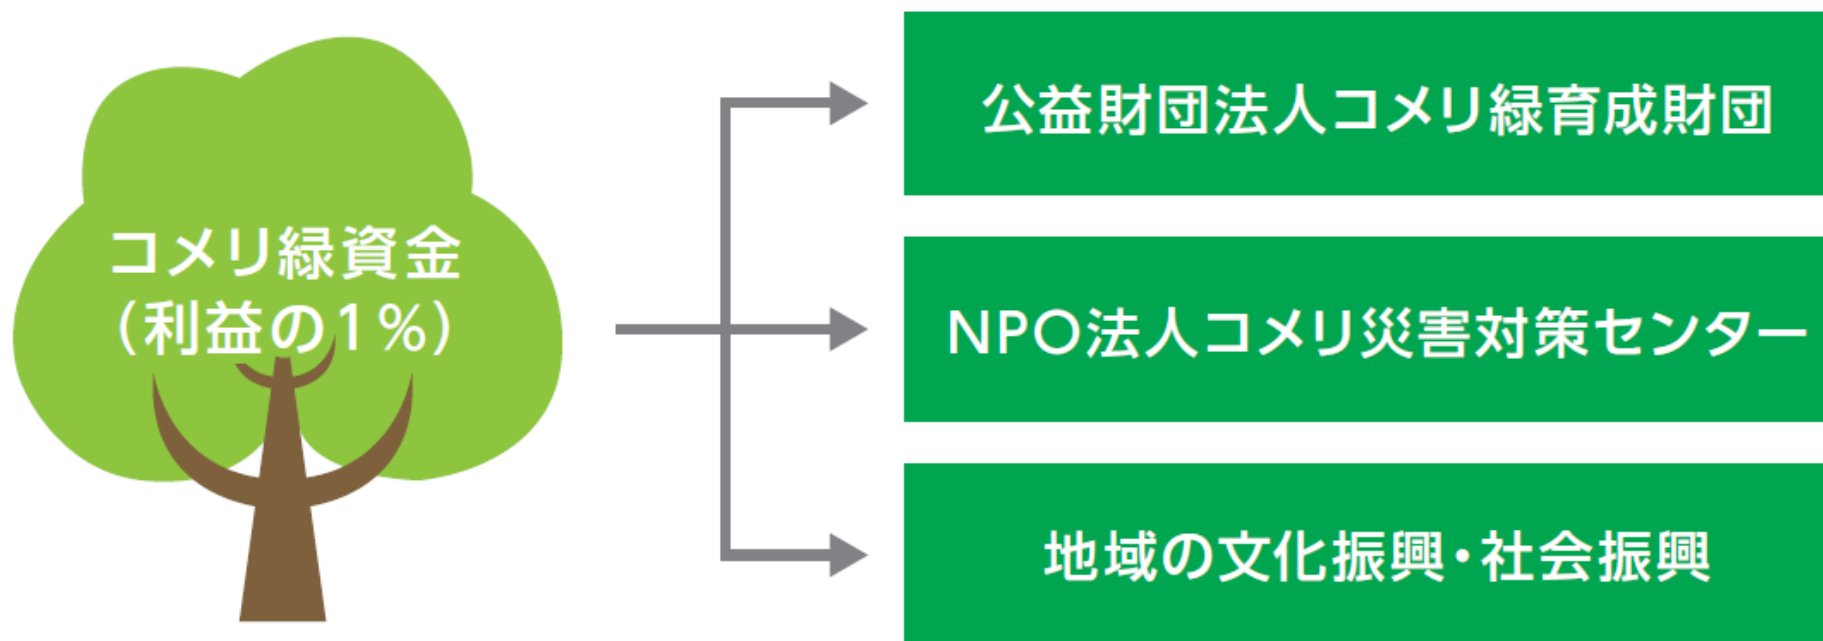 コメリ緑資金
（利益の1%）
公益財団法人コメリ緑育成財団
NPO法人コメリ災害対策センター
地域の文化振興・社会振興